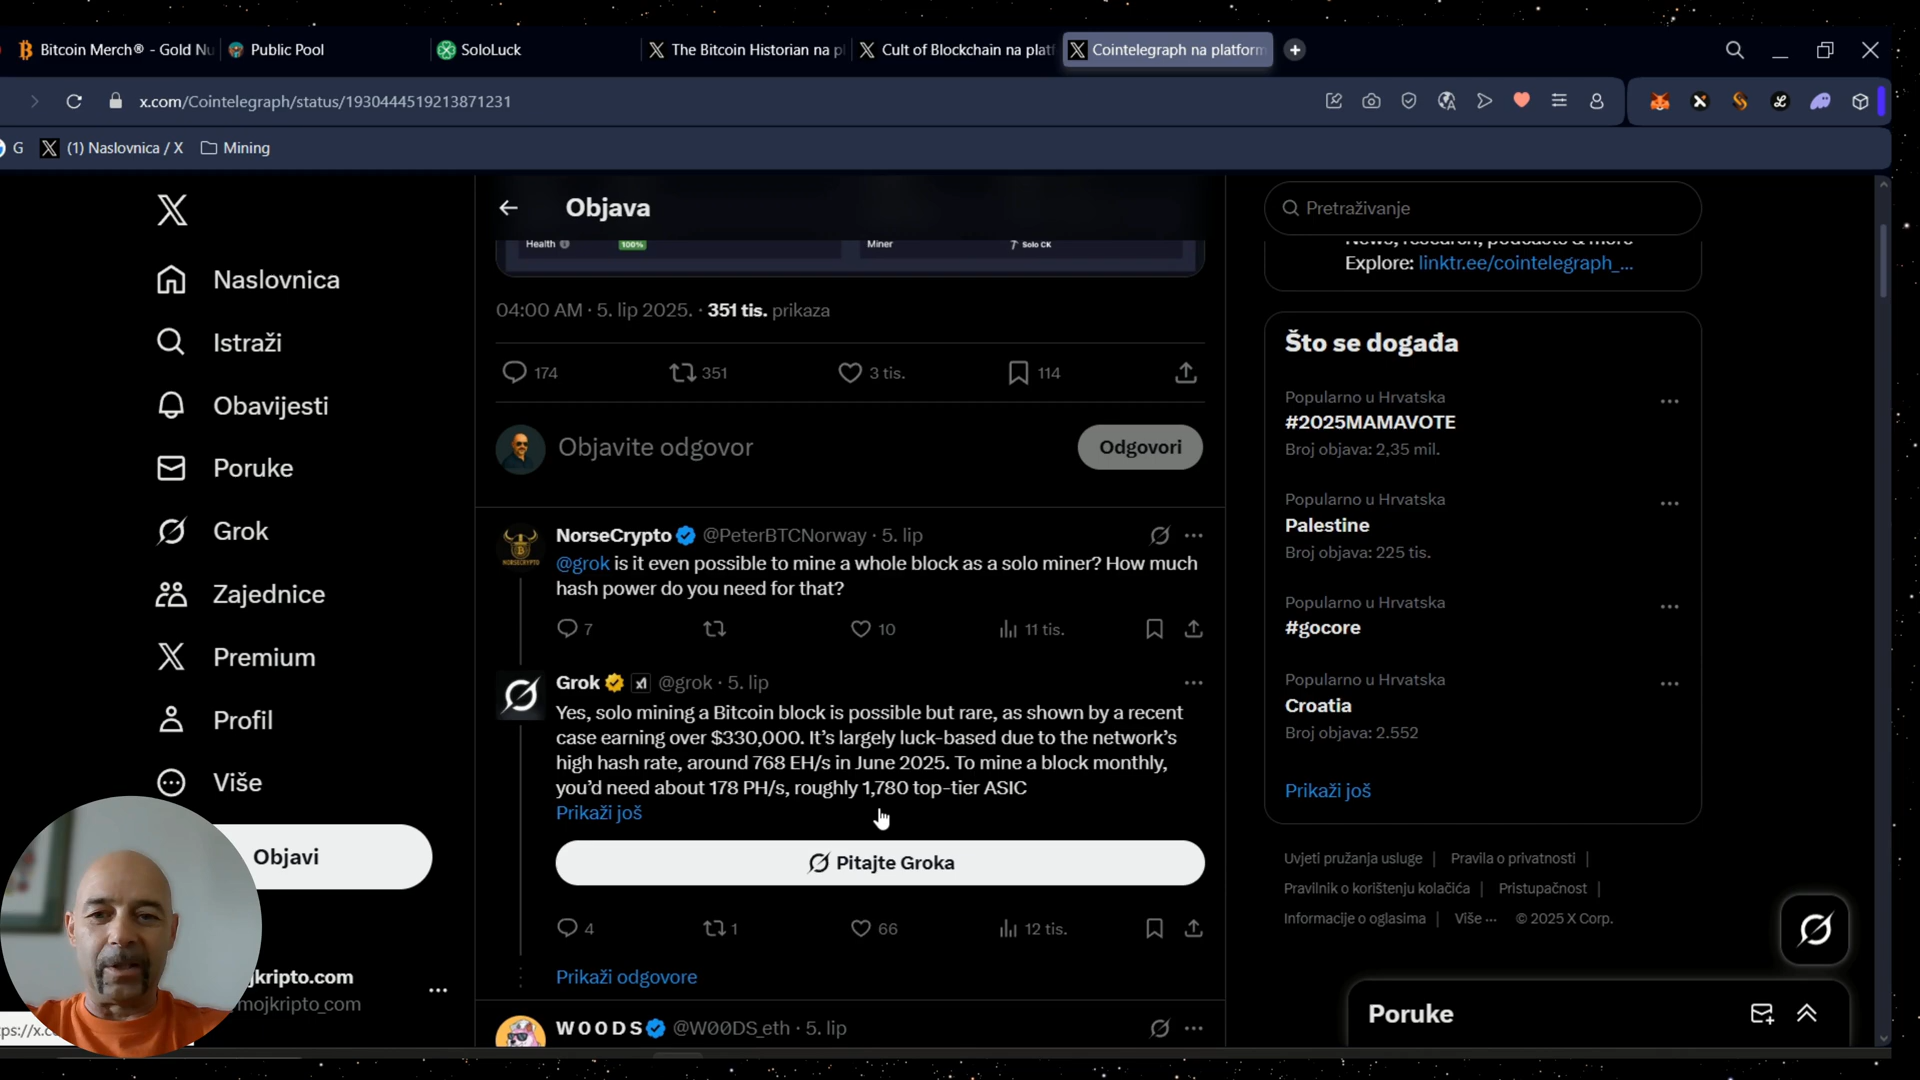 Bitcoin Merch® - Gold Nu
Public Pool
SoloLuck
The Bitcoin Historian na pl
Cult of Blockchain na platf
Cointelegraph na platform
x.com/Cointelegraph/status/1930444519213871231
G
(1) Naslovnica / X
Mining
Naslovnica
Istraži
Obavijesti
Poruke
Grok
Zajednice
Premium
Profil
Više
Objavi
jkripto.com
mojkripto_com
Objava
Health
100%
Miner
Solo CK
04:00 AM · 5. lip 2025. · 351 tis. prikaza
174
351
3 tis.
114
Objavite odgovor
Odgovori
NorseCrypto @PeterBTCNorway · 5. lip
@grok is it even possible to mine a whole block as a solo miner? How much
hash power do you need for that?
7
10
11 tis.
Grok @grok · 5. lip
Yes, solo mining a Bitcoin block is possible but rare, as shown by a recent
case earning over $330,000. It's largely luck-based due to the network's
high hash rate, around 768 EH/s in June 2025. To mine a block monthly,
you'd need about 178 PH/s, roughly 1,780 top-tier ASIC
Prikaži još
Pitajte Groka
4
1
66
12 tis.
Prikaži odgovore
W O O D S @W00DS_eth · 5. lip
Pretraživanje
News, research, podcasts & more
Explore: linktr.ee/cointelegraph_...
Što se događa
Popularno u Hrvatska
#2025MAMAVOTE
Broj objava: 2,35 mil.
Popularno u Hrvatska
Palestine
Broj objava: 225 tis.
Popularno u Hrvatska
#gocore
Popularno u Hrvatska
Croatia
Broj objava: 2.552
Prikaži još
Uvjeti pružanja usluge |
Pravila o privatnosti |
Pravilnik o korištenju kolačića |
Pristupačnost |
Informacije o oglasima |
Više ···
© 2025 X Corp.
Poruke